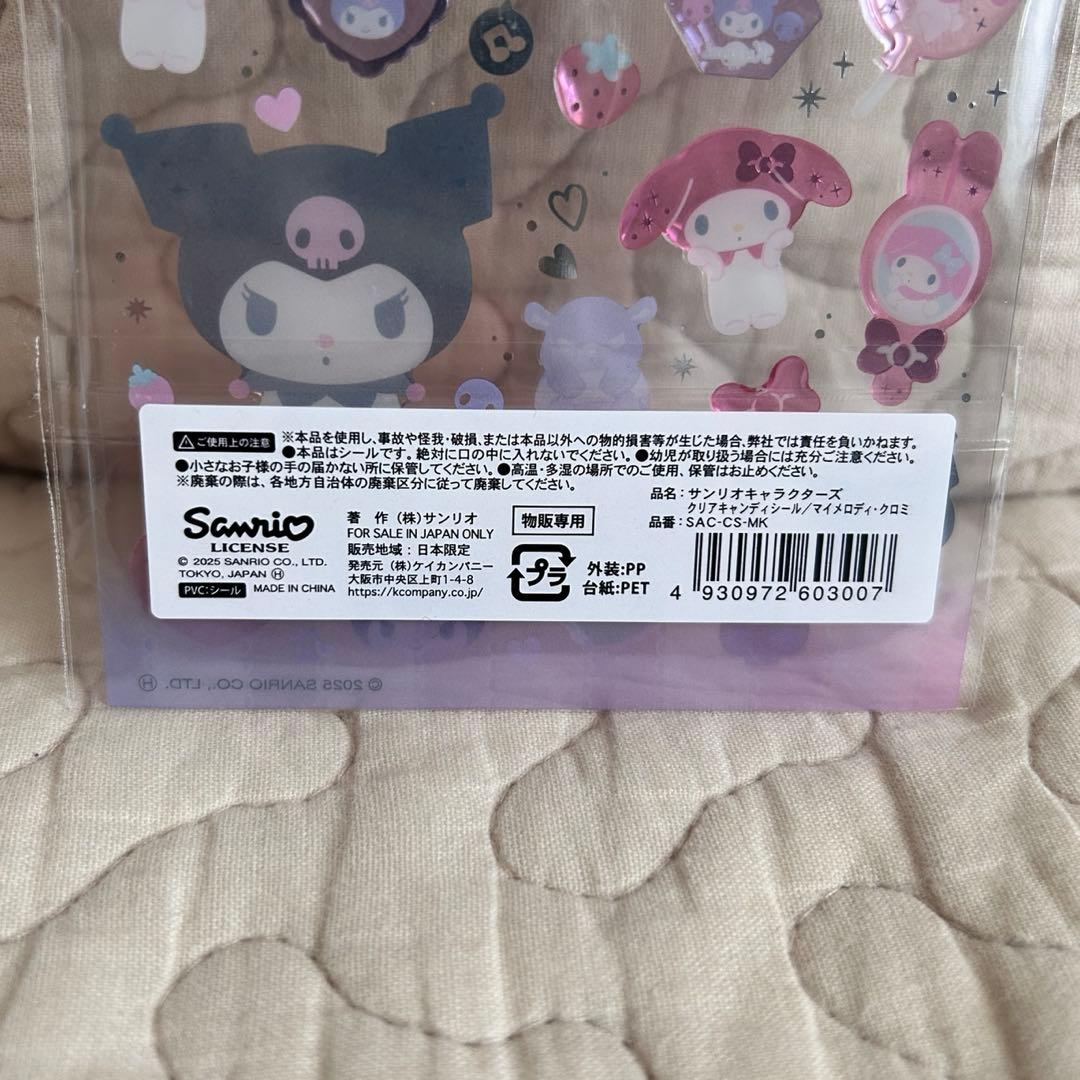 ご使用上の注意 ※本品を使用し、事故や怪我・破損、または本品以外への物的損害等が生じた場合、弊社では責任を負いかねます。
●本品はシールです。絶対に口の中に入れないでください。●幼児が取り扱う場合には充分ご注意ください。
●小さなお子様の手の届かない所に保管してください。●高温・多湿の場所でのご使用、保管はお止めください。
※廃棄の際は、各地方自治体の廃棄区分に従って廃棄してください。
Sanrio
LICENSE
© 2025 SANRIO CO., LTD.
TOKYO, JAPAN Ⓗ
PVC:シール MADE IN CHINA
著 作 (株)サンリオ
FOR SALE IN JAPAN ONLY
販売地域：日本限定
発売元 (株)ケイカンパニー
大阪市中央区上町1-4-8
https://kcompany.co.jp/
物販専用
プラ
外装:PP
台紙:PET
品名：サンリオキャラクターズ
クリアキャンディシール／マイメロディ・クロミ
品番：SAC-CS-MK
4 930972 603007
© 2025 SANRIO CO., LTD. Ⓗ